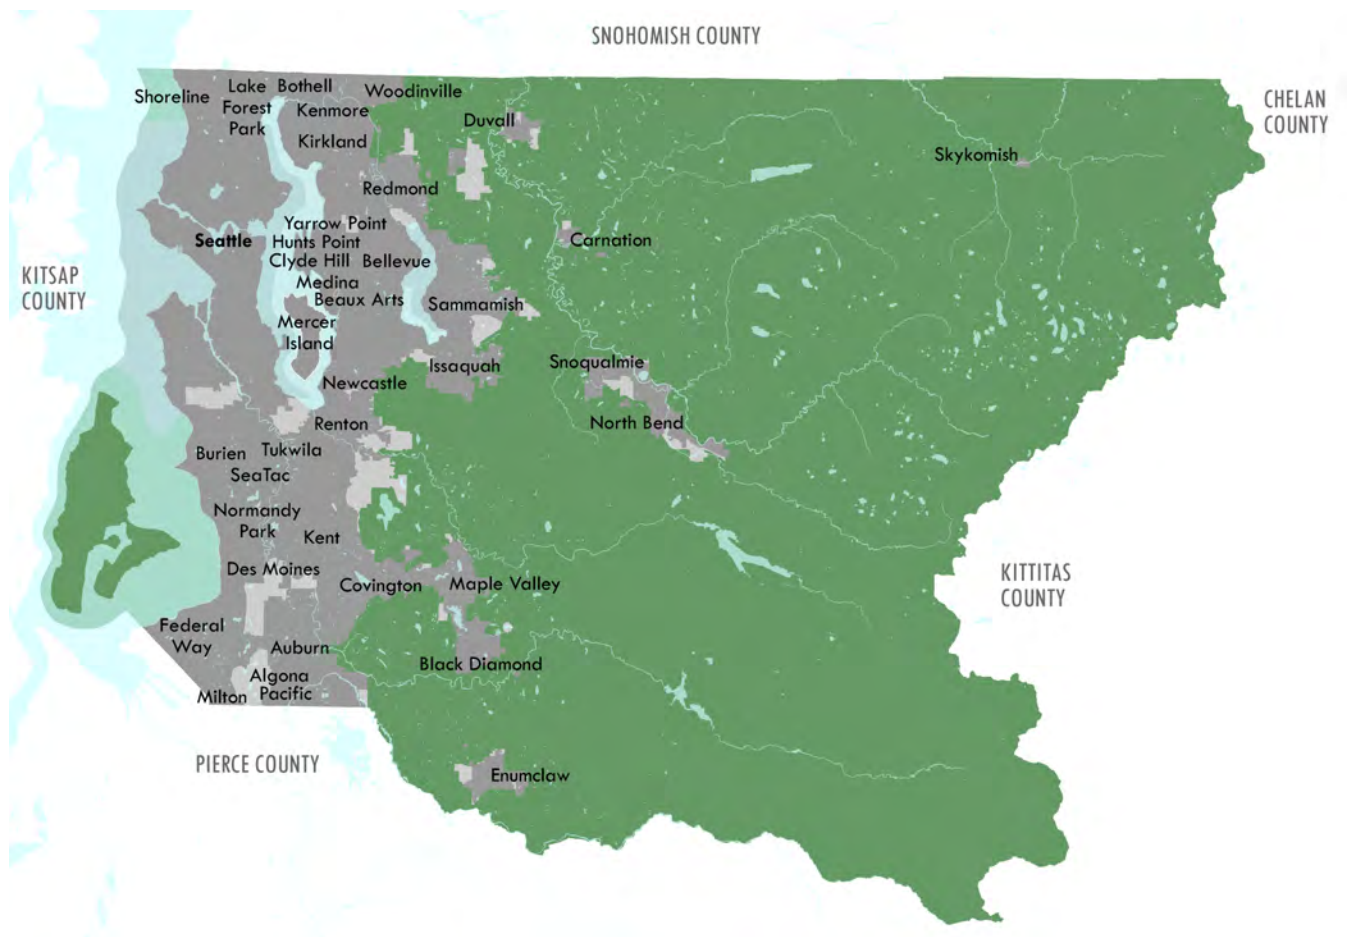 SNOHOMISH COUNTY
CHELAN
COUNTY
Shoreline
Lake
Forest
Park
Bothell
Kenmore
Woodinville
Kirkland
Duvall
Skykomish
Redmond
Yarrow Point
Seattle
Hunts Point
Carnation
Clyde Hill
Bellevue
KITSAP
COUNTY
Medina
Beaux Arts
Sammamish
Mercer
Island
Issaquah
Snoqualmie
Newcastle
Renton
North Bend
Burien
Tukwila
SeaTac
Normandy
Park
Kent
Des Moines
Covington
Maple Valley
KITTITAS
COUNTY
Federal
Way
Auburn
Black Diamond
Algona
Milton
Pacific
PIERCE COUNTY
Enumclaw